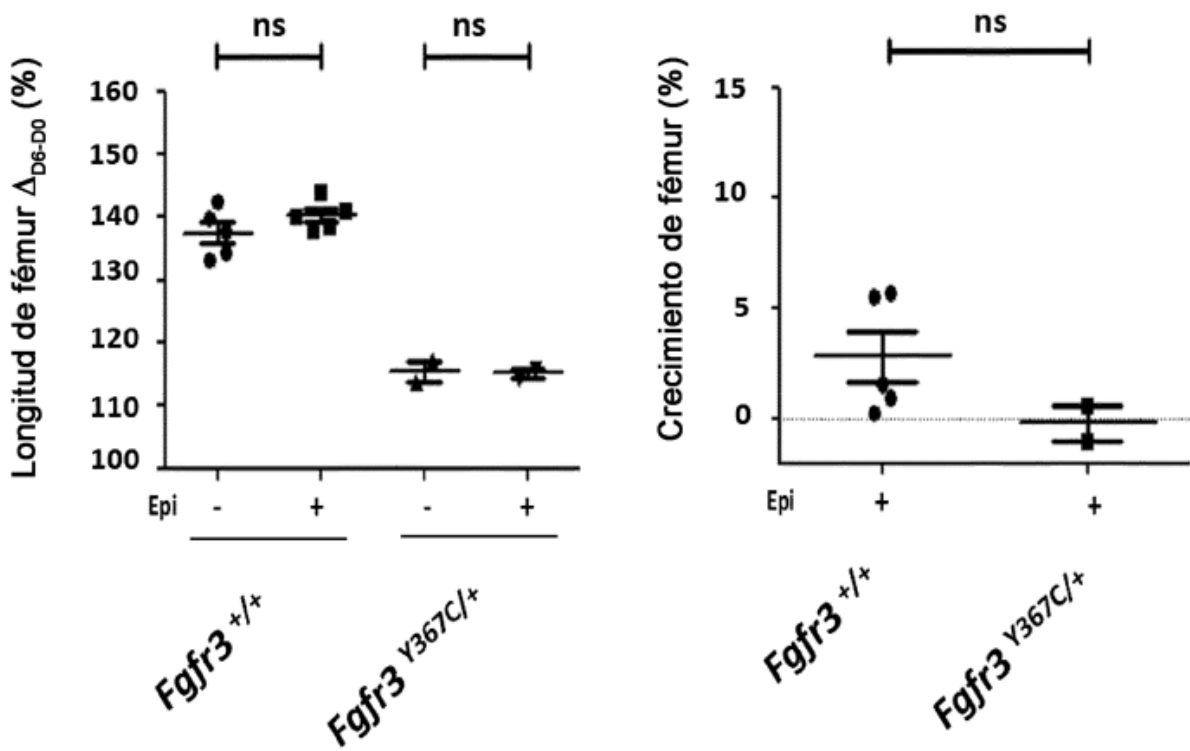 ns
ns
Longitud de fémur ΔD6-D0 (%)
160
150
140
130
120
110
100
Epi - + - +
Fgfr3 +/+
Fgfr3 Y367C/+
ns
Crecimiento de fémur (%)
15
10
5
0
Epi + +
Fgfr3 +/+
Fgfr3 Y367C/+